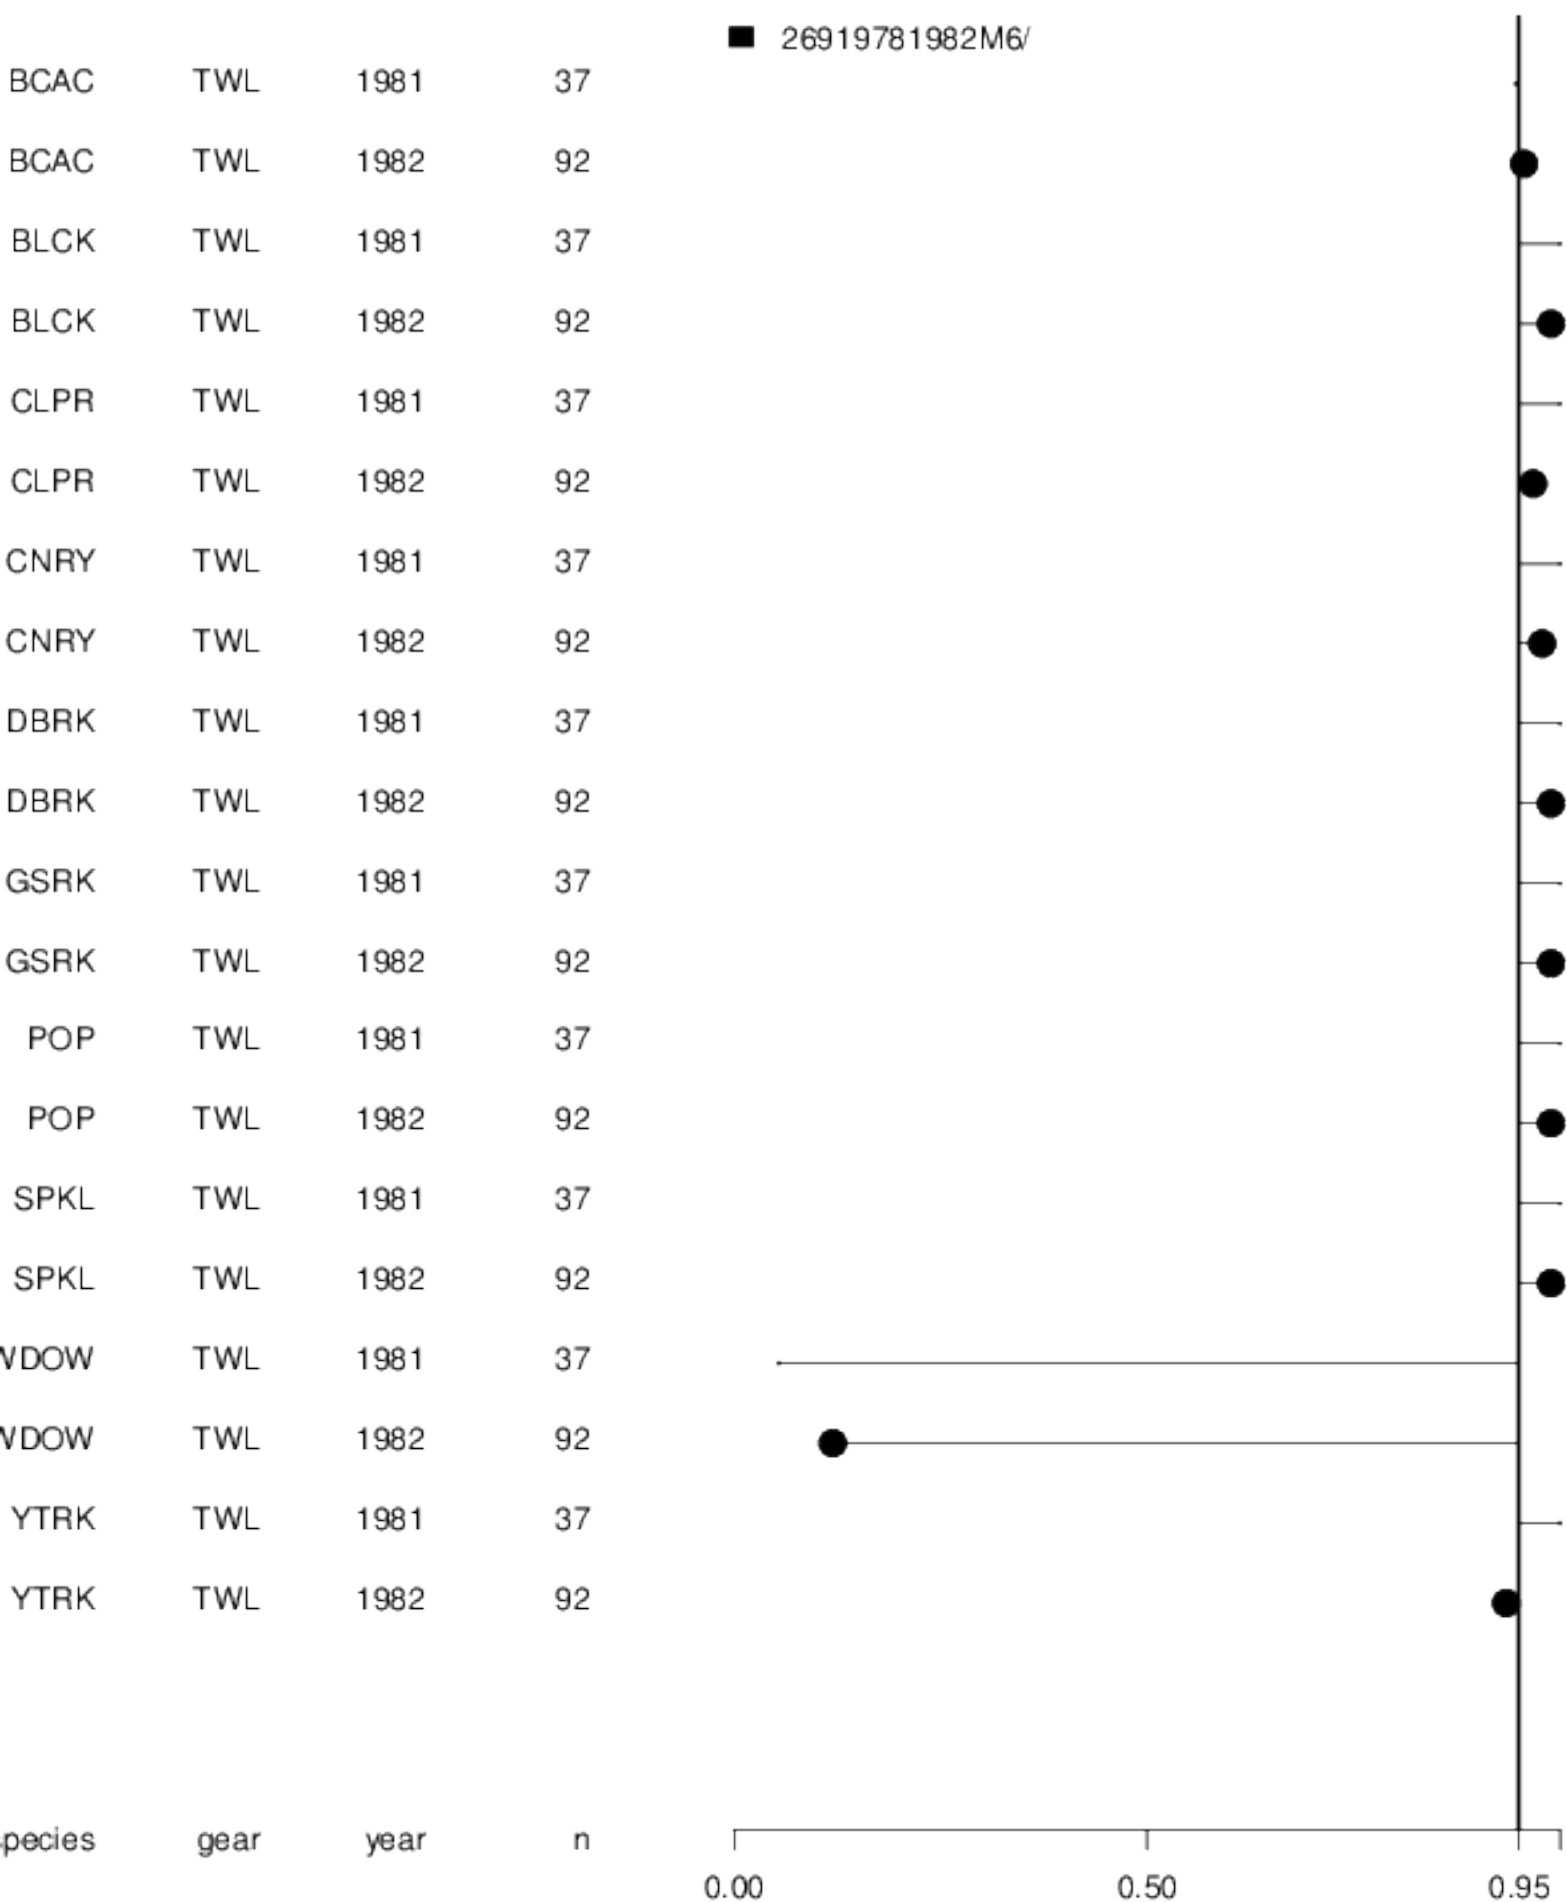 26919781982M6/
BCAC TWL 1981 37
BCAC TWL 1982 92
BLCK TWL 1981 37
BLCK TWL 1982 92
CLPR TWL 1981 37
CLPR TWL 1982 92
CNRY TWL 1981 37
CNRY TWL 1982 92
DBRK TWL 1981 37
DBRK TWL 1982 92
GSRK TWL 1981 37
GSRK TWL 1982 92
POP TWL 1981 37
POP TWL 1982 92
SPKL TWL 1981 37
SPKL TWL 1982 92
WDOW TWL 1981 37
WDOW TWL 1982 92
YTRK TWL 1981 37
YTRK TWL 1982 92
pecies gear year n
0.00 0.50 0.95